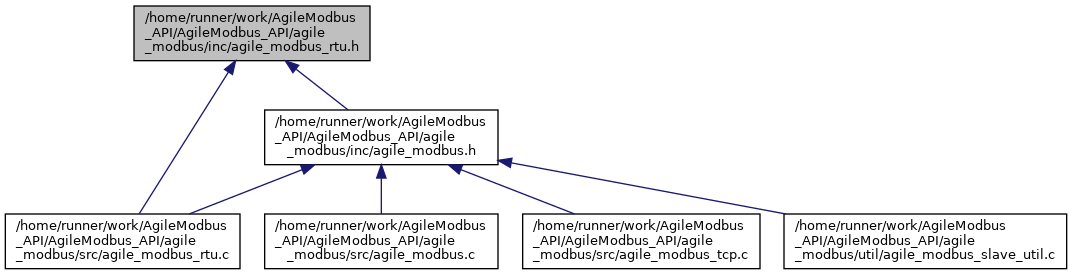 /home/runner/work/AgileModbus
_API/AgileModbus_API/agile
_modbus/inc/agile_modbus_rtu.h
/home/runner/work/AgileModbus
_API/AgileModbus_API/agile
_modbus/inc/agile_modbus.h
/home/runner/work/AgileModbus
_API/AgileModbus_API/agile
_modbus/src/agile_modbus_rtu.c
/home/runner/work/AgileModbus
_API/AgileModbus_API/agile
_modbus/src/agile_modbus.c
/home/runner/work/AgileModbus
_API/AgileModbus_API/agile
_modbus/src/agile_modbus_tcp.c
/home/runner/work/AgileModbus
_API/AgileModbus_API/agile
_modbus/util/agile_modbus_slave_util.c